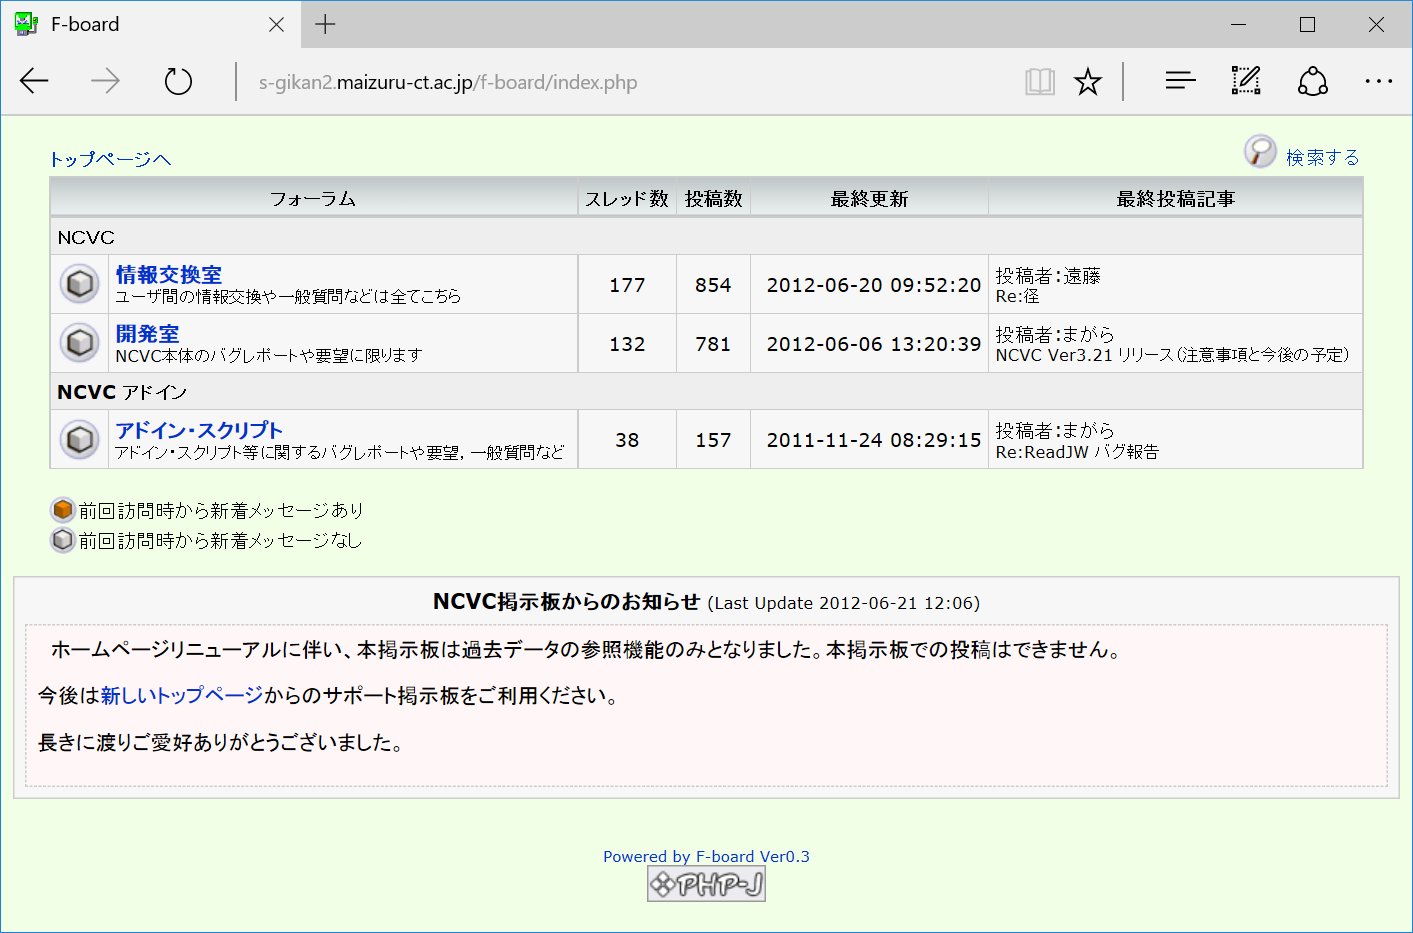 F-board
s-gikan2.maizuru-ct.ac.jp/f-board/index.php
トップページへ
検索する
フォーラム スレッド数 投稿数 最終更新 最終投稿記事
NCVC
情報交換室
ユーザ間の情報交換や一般質問などは全てこちら
177 854 2012-06-20 09:52:20
投稿者:遠藤
Re:径
開発室
NCVC本体のバグレポートや要望に限ります
132 781 2012-06-06 13:20:39
投稿者:まがら
NCVC Ver3.21 リリース(注意事項と今後の予定)
NCVC アドイン
アドイン・スクリプト
アドイン・スクリプト等に関するバグレポートや要望, 一般質問など
38 157 2011-11-24 08:29:15
投稿者:まがら
Re:ReadJW バグ報告
前回訪問時から新着メッセージあり
前回訪問時から新着メッセージなし
NCVC掲示板からのお知らせ (Last Update 2012-06-21 12:06)
ホームページリニューアルに伴い、本掲示板は過去データの参照機能のみとなりました。本掲示板での投稿はできません。
今後は新しいトップページからのサポート掲示板をご利用ください。
長きに渡りご愛好ありがとうございました。
Powered by F-board Ver0.3
PHP-J